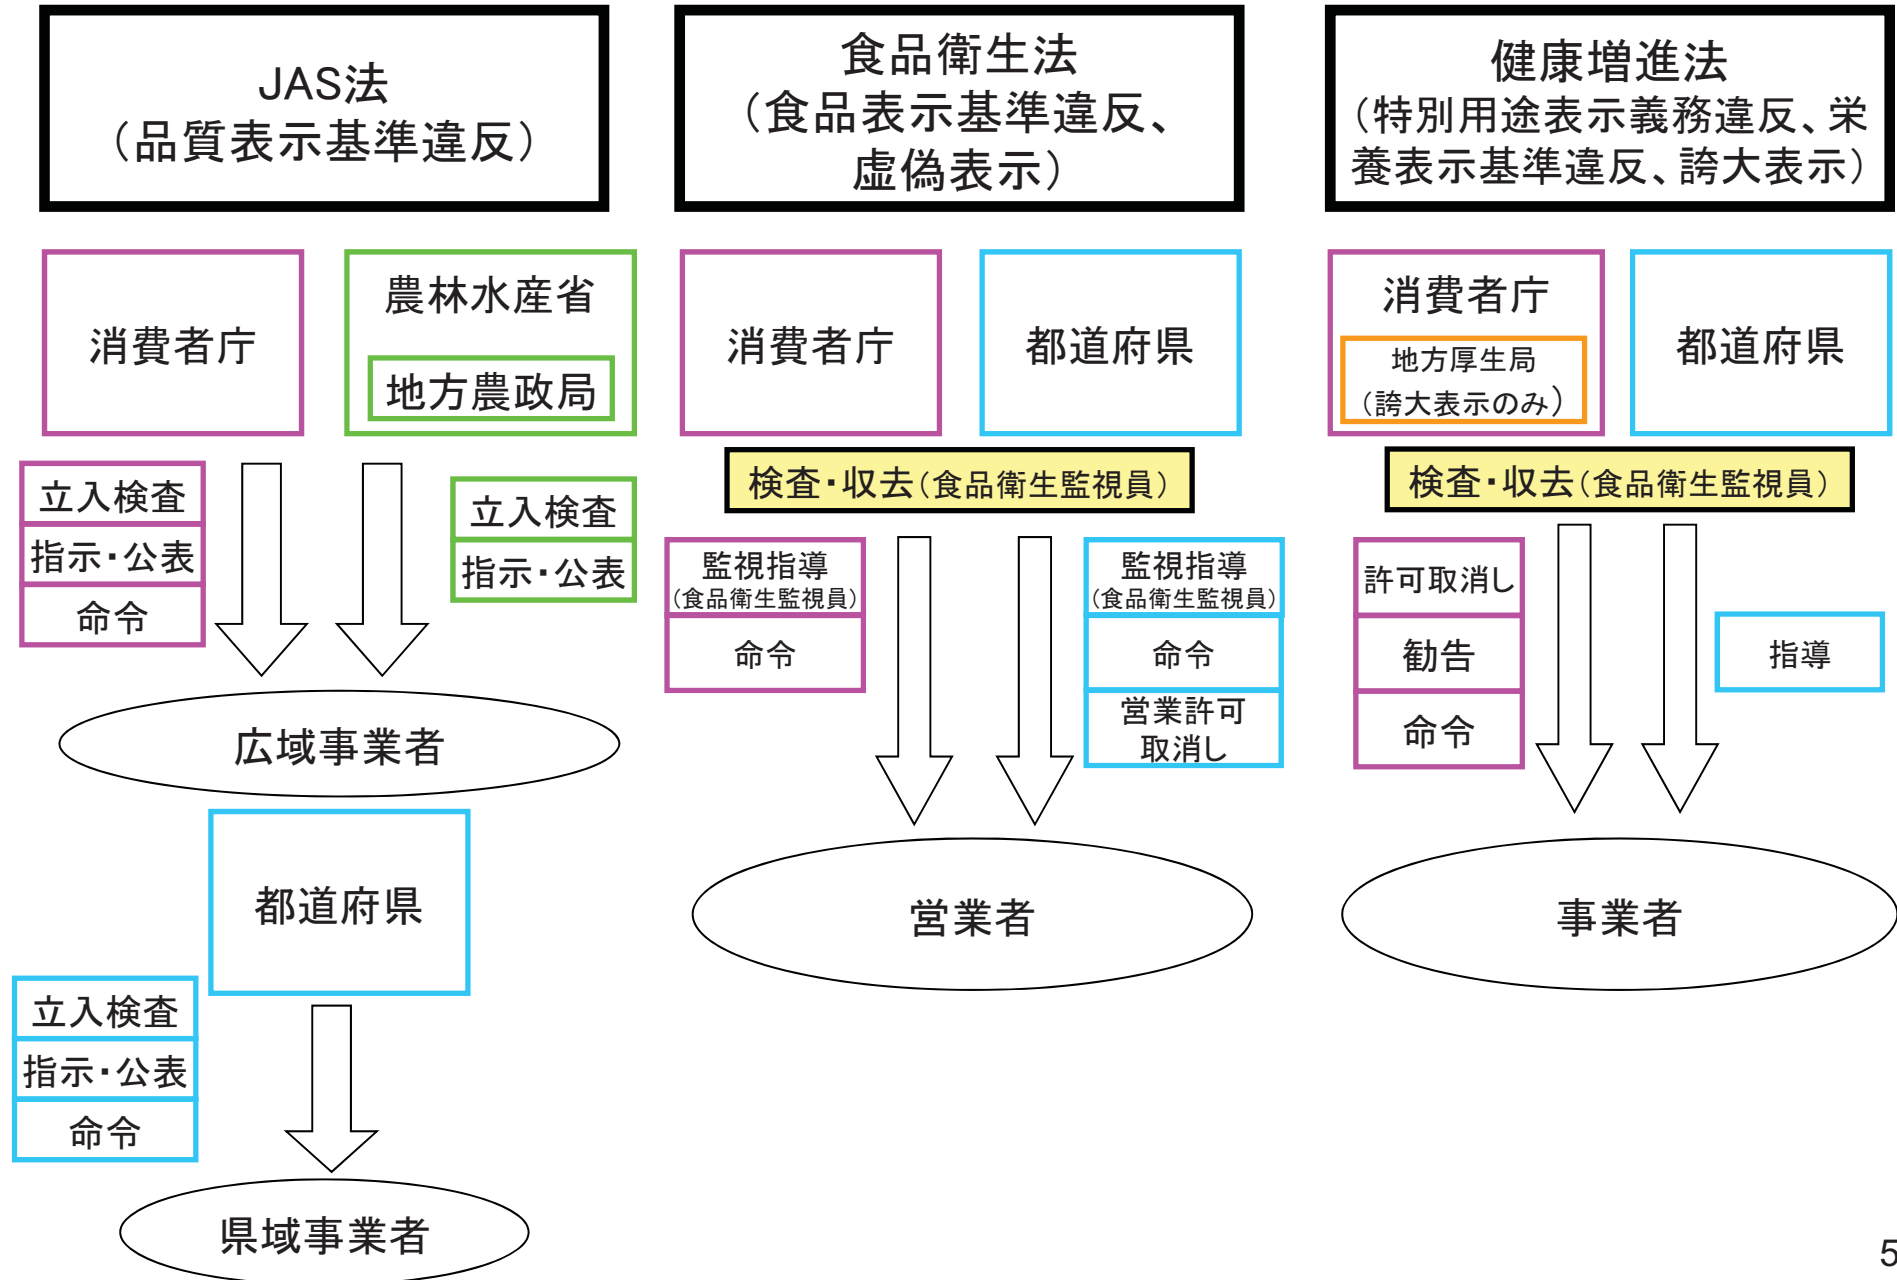 JAS法
（品質表示基準違反）
食品衛生法
（食品表示基準違反、
虚偽表示）
健康増進法
（特別用途表示義務違反、栄
養表示基準違反、誇大表示）
消費者庁
農林水産省
地方農政局
立入検査
指示・公表
命令
立入検査
指示・公表
広域事業者
都道府県
立入検査
指示・公表
命令
県域事業者
消費者庁
都道府県
検査・収去（食品衛生監視員）
監視指導
（食品衛生監視員）
命令
監視指導
（食品衛生監視員）
命令
営業許可
取消し
営業者
消費者庁
地方厚生局
（誇大表示のみ）
都道府県
検査・収去（食品衛生監視員）
許可取消し
勧告
命令
指導
事業者
5